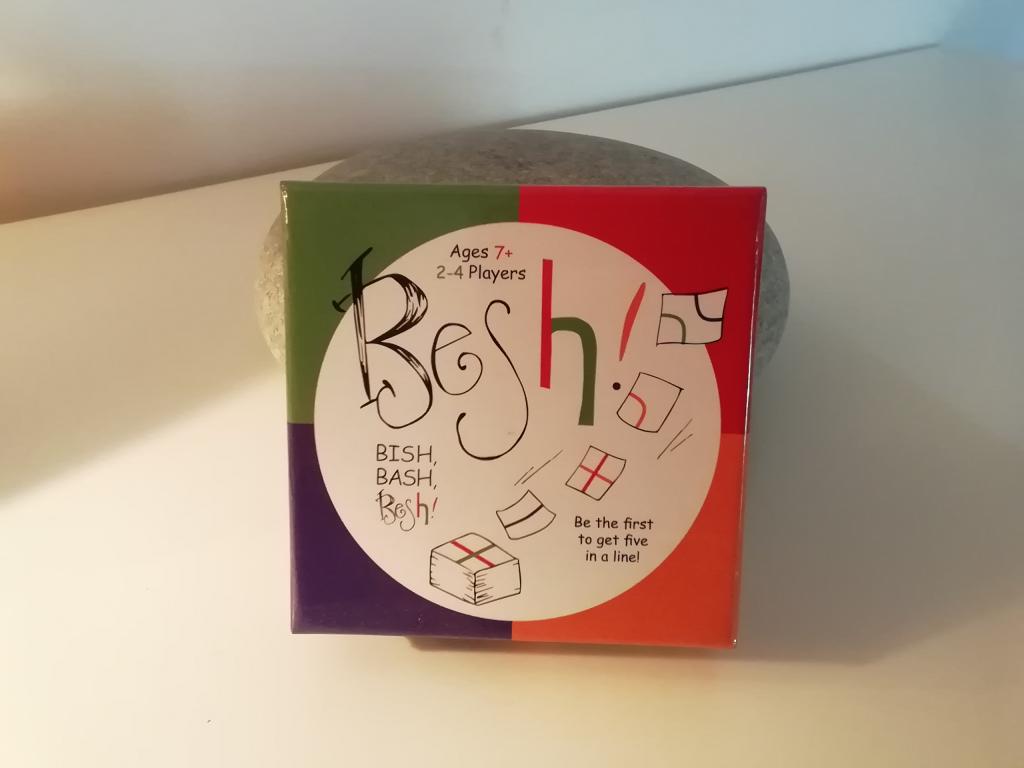 Ages 7+
2-4 Players
Besh!
BISH,
BASH,
Besh!
Be the first
to get five
in a line!